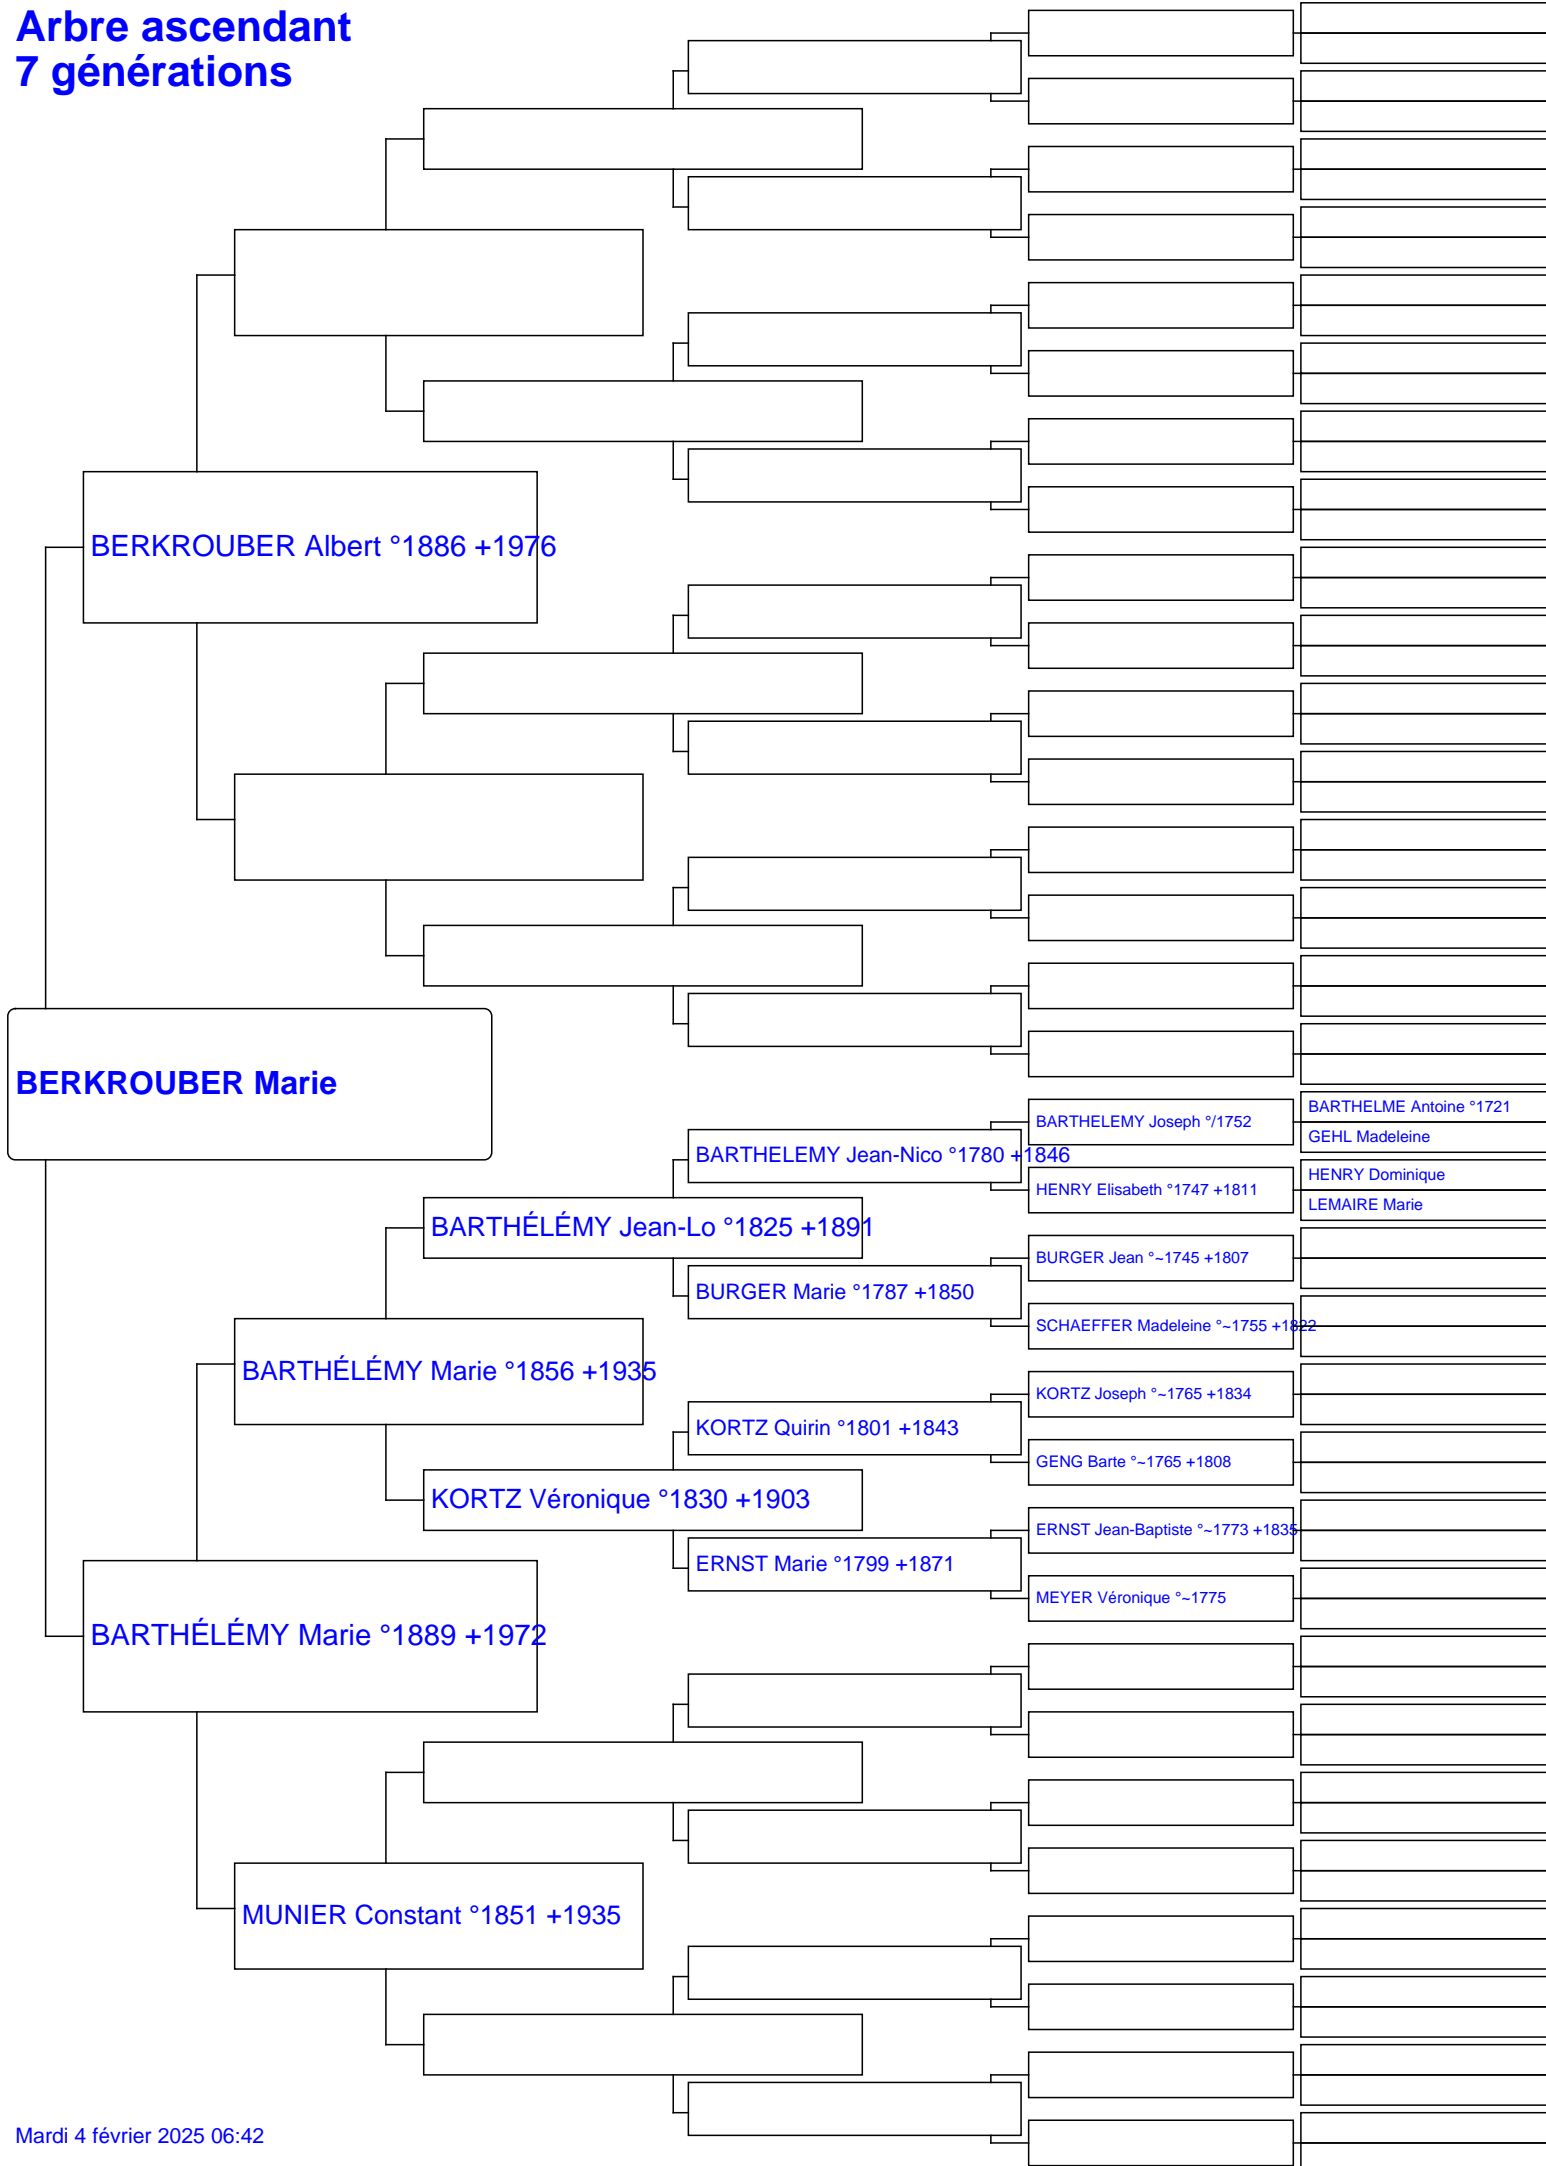 Arbre ascendant
7 générations
BERKROUBER Albert °1886 +1976
BERKROUBER Marie
BARTHELEMY Joseph °/1752
BARTHELME Antoine °1721
GEHL Madeleine
BARTHELEMY Jean-Nico °1780 +1846
HENRY Elisabeth °1747 +1811
HENRY Dominique
LEMAIRE Marie
BARTHÉLÉMY Jean-Lo °1825 +1891
BURGER Jean °~1745 +1807
BURGER Marie °1787 +1850
SCHAEFFER Madeleine °~1755 +1822
BARTHÉLÉMY Marie °1856 +1935
KORTZ Joseph °~1765 +1834
KORTZ Quirin °1801 +1843
GENG Barte °~1765 +1808
KORTZ Véronique °1830 +1903
ERNST Jean-Baptiste °~1773 +1835
ERNST Marie °1799 +1871
MEYER Véronique °~1775
BARTHÉLÉMY Marie °1889 +1972
MUNIER Constant °1851 +1935
Mardi 4 février 2025 06:42